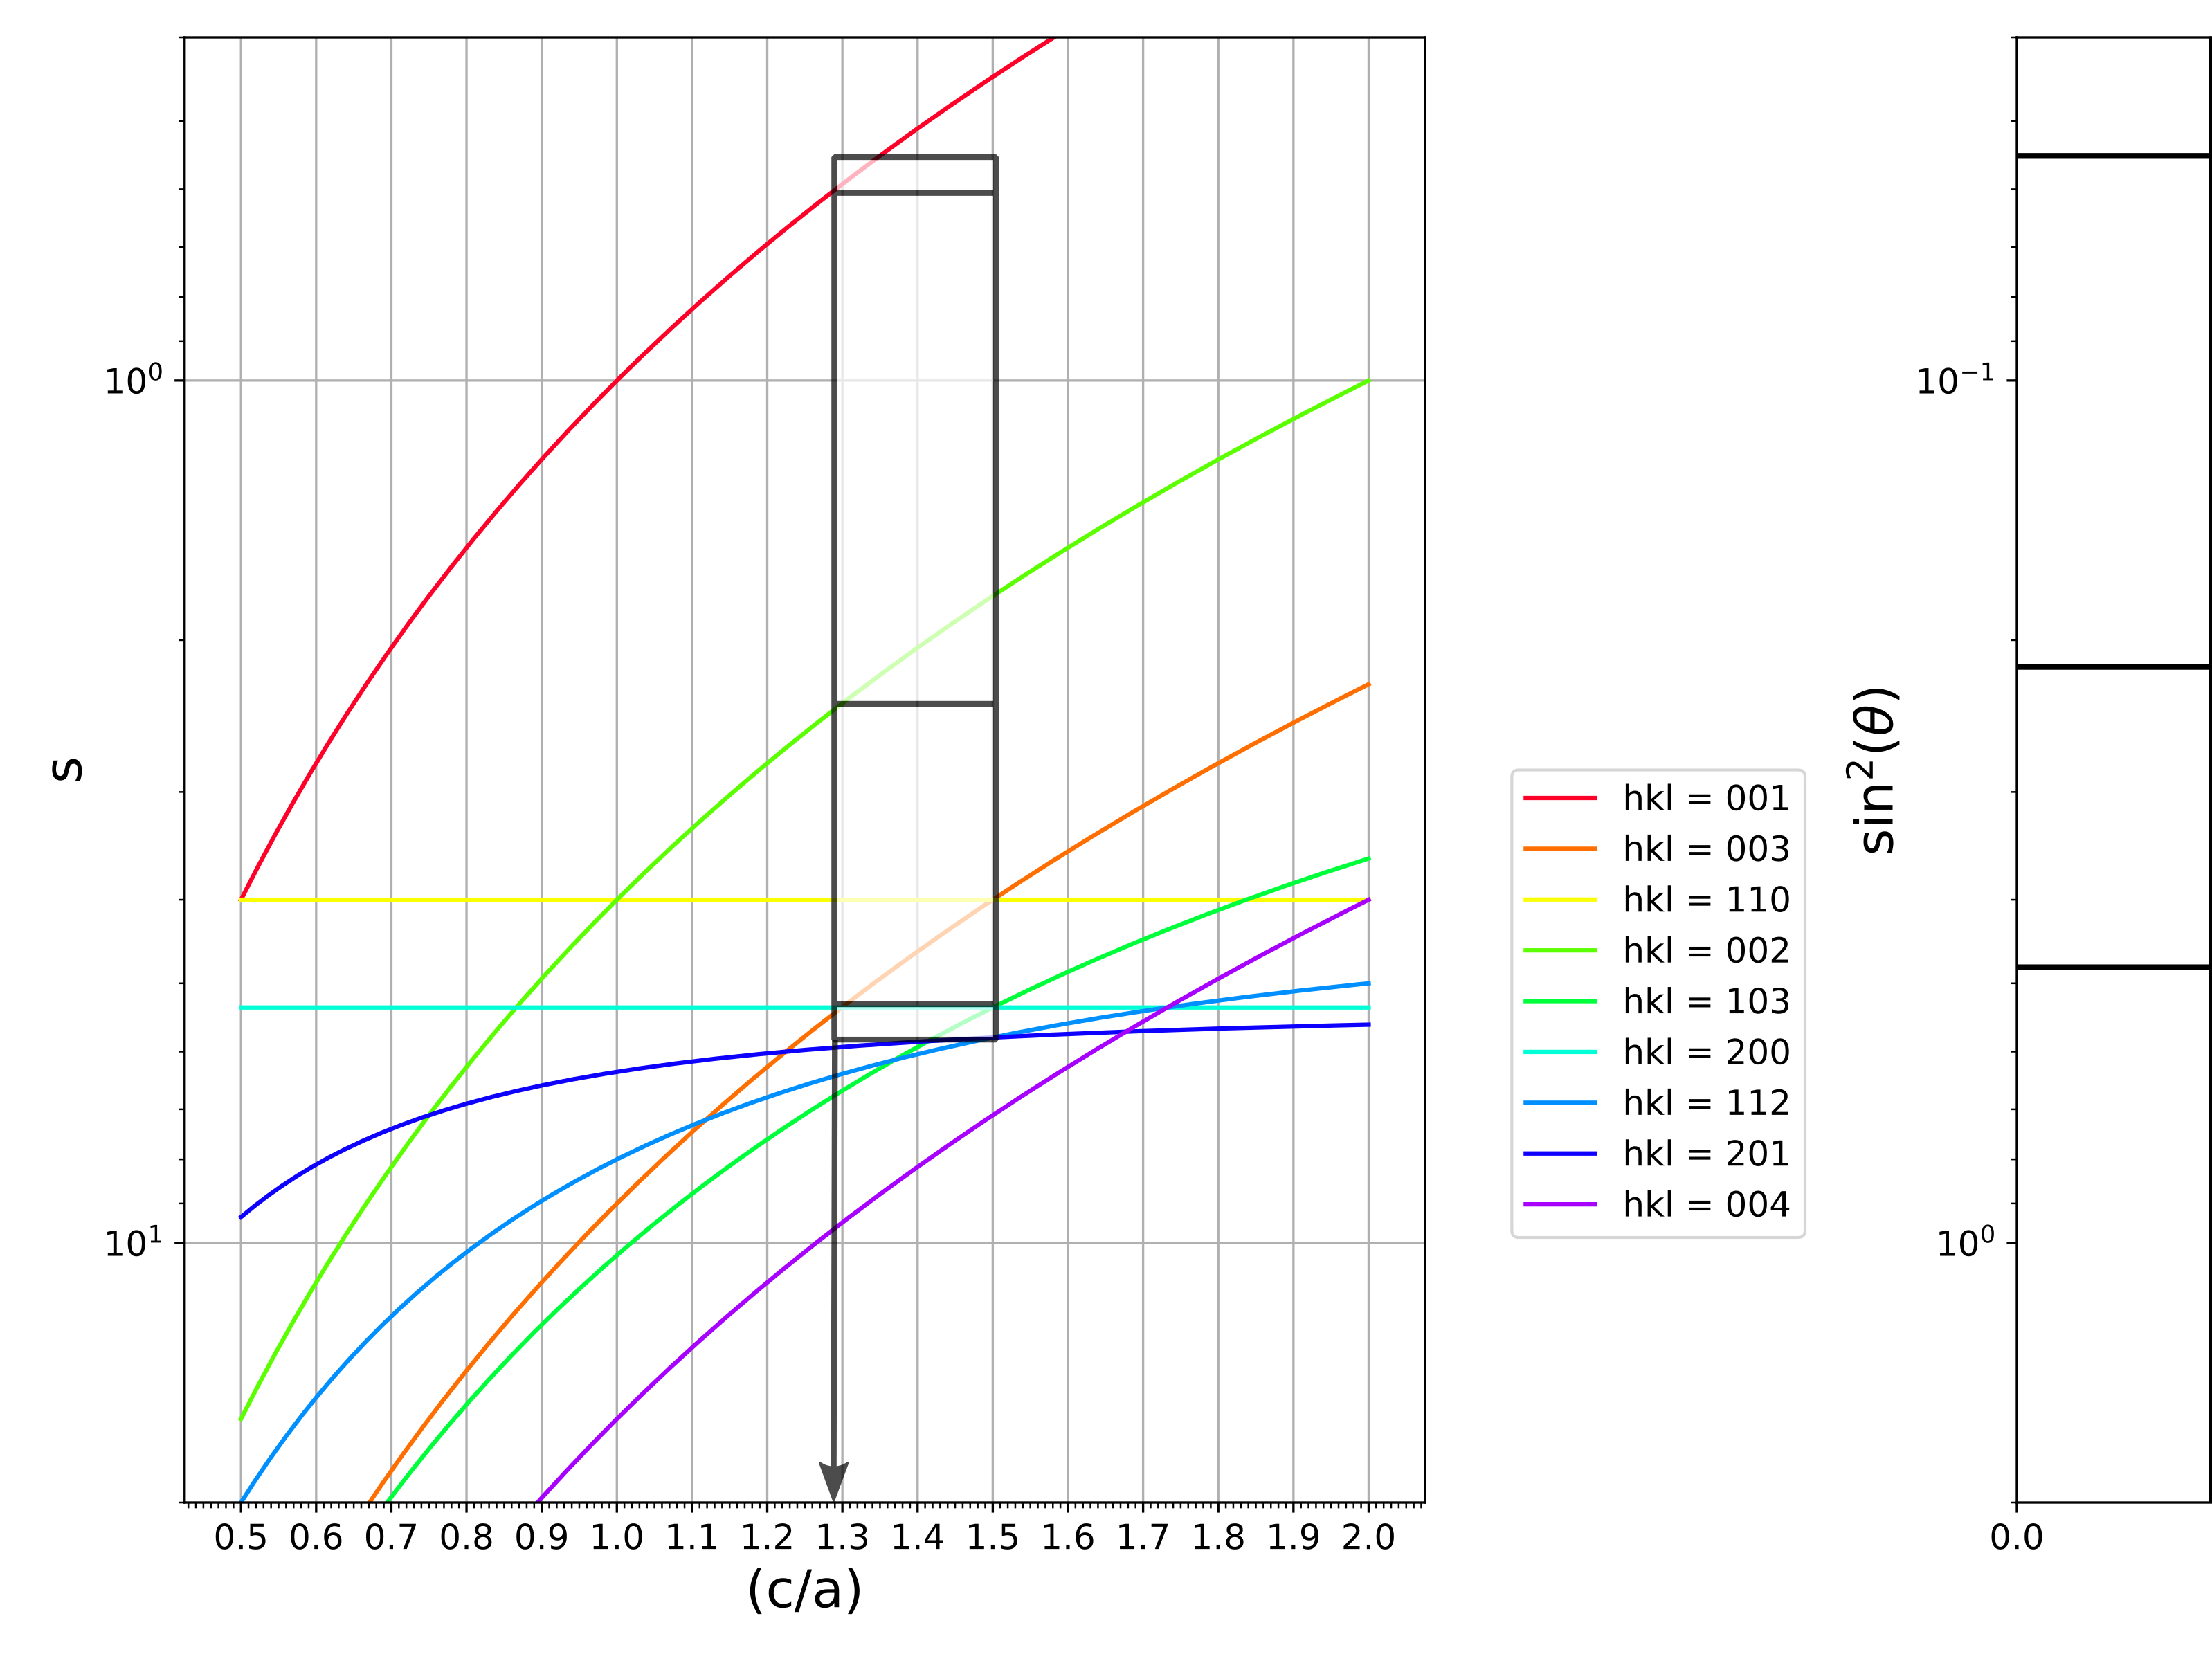 10⁰
10¹
s
0.5 0.6 0.7 0.8 0.9 1.0 1.1 1.2 1.3 1.4 1.5 1.6 1.7 1.8 1.9 2.0
(c/a)
hkl = 001
hkl = 003
hkl = 110
hkl = 002
hkl = 103
hkl = 200
hkl = 112
hkl = 201
hkl = 004
sin²(θ)
10⁻¹
10⁰
0.0